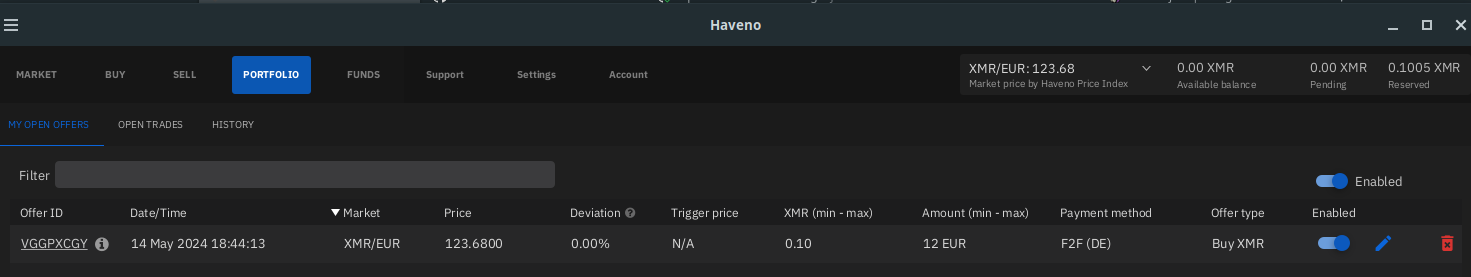 Haveno
MARKET BUY SELL PORTFOLIO FUNDS Support Settings Account
XMR/EUR: 123.68 0.00 XMR 0.00 XMR 0.1005 XMR
Market price by Haveno Price Index Available balance Pending Reserved
MY OPEN OFFERS OPEN TRADES HISTORY
Filter Enabled
Offer ID Date/Time Market Price Deviation Trigger price XMR (min - max) Amount (min - max) Payment method Offer type Enabled
VGGPXCGY 14 May 2024 18:44:13 XMR/EUR 123.6800 0.00% N/A 0.10 12 EUR F2F (DE) Buy XMR